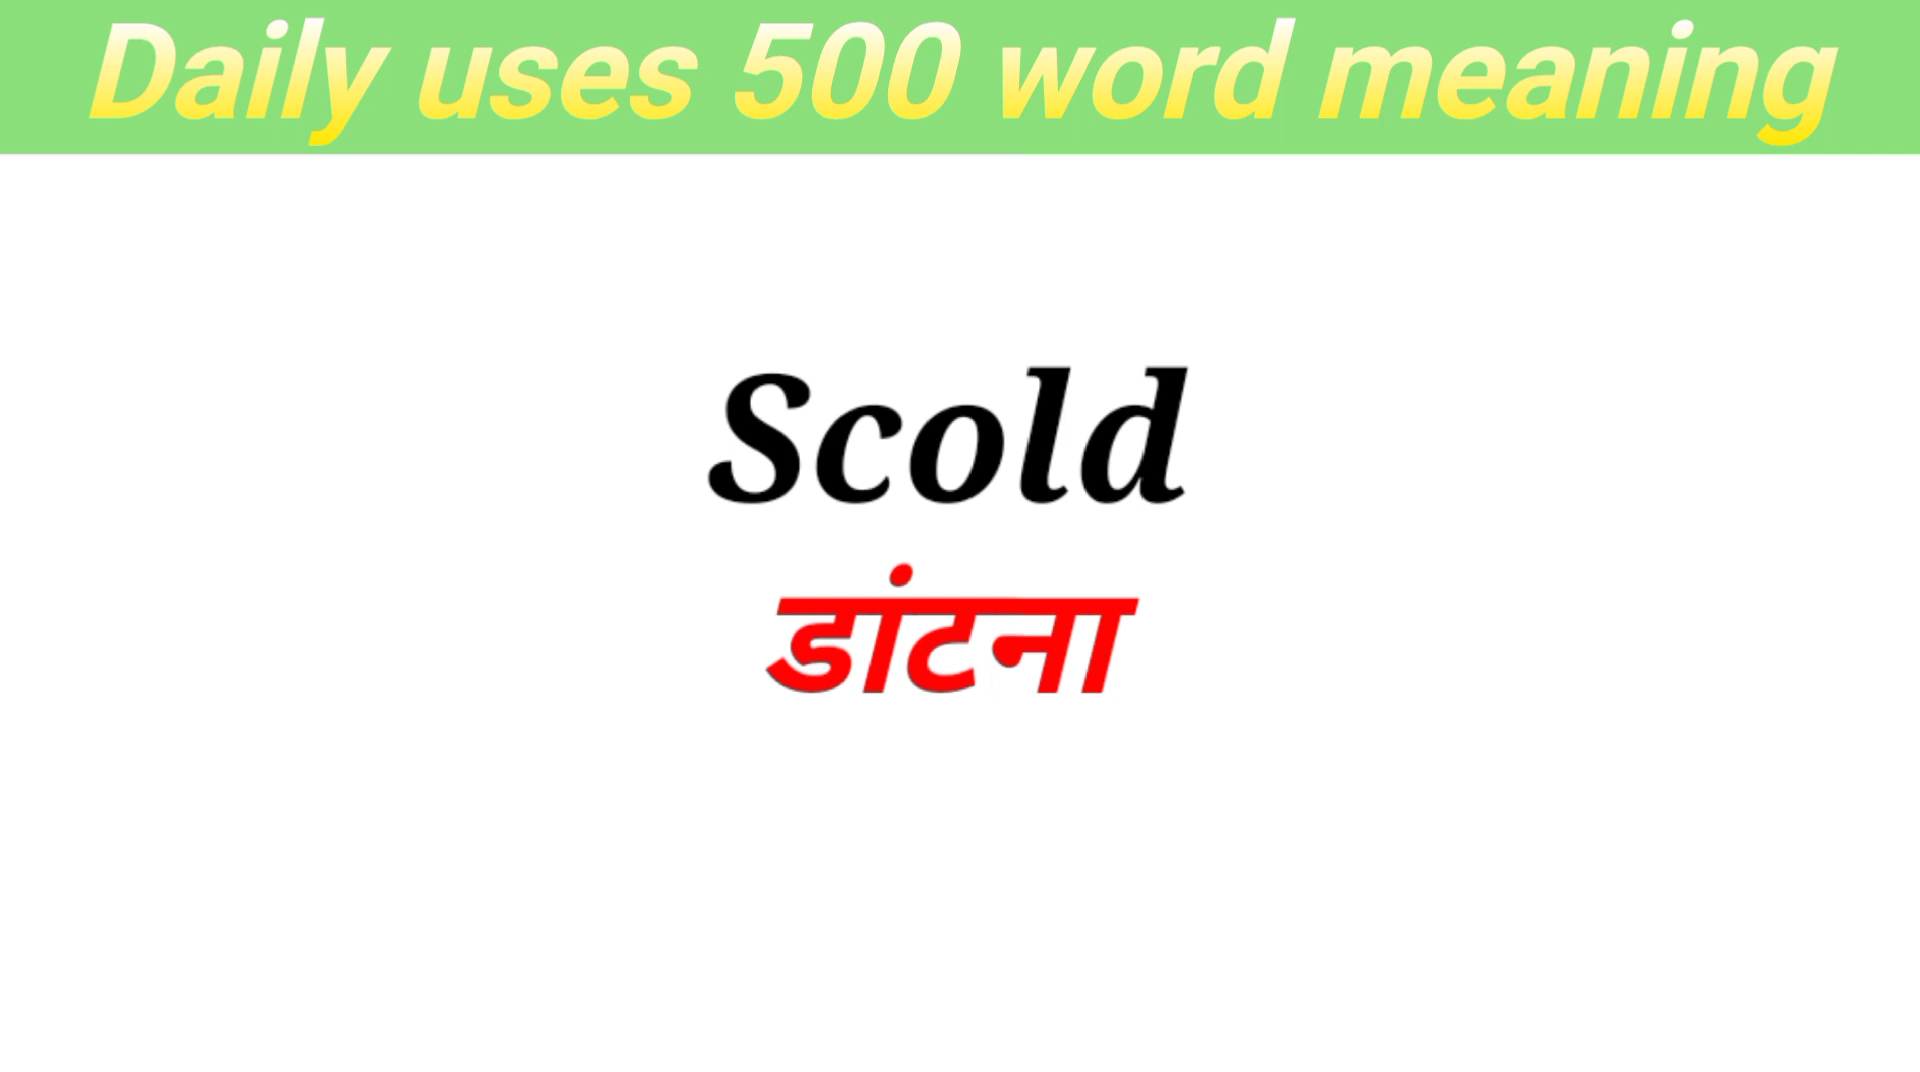 Daily uses 500 word meaning
Scold
डांटना